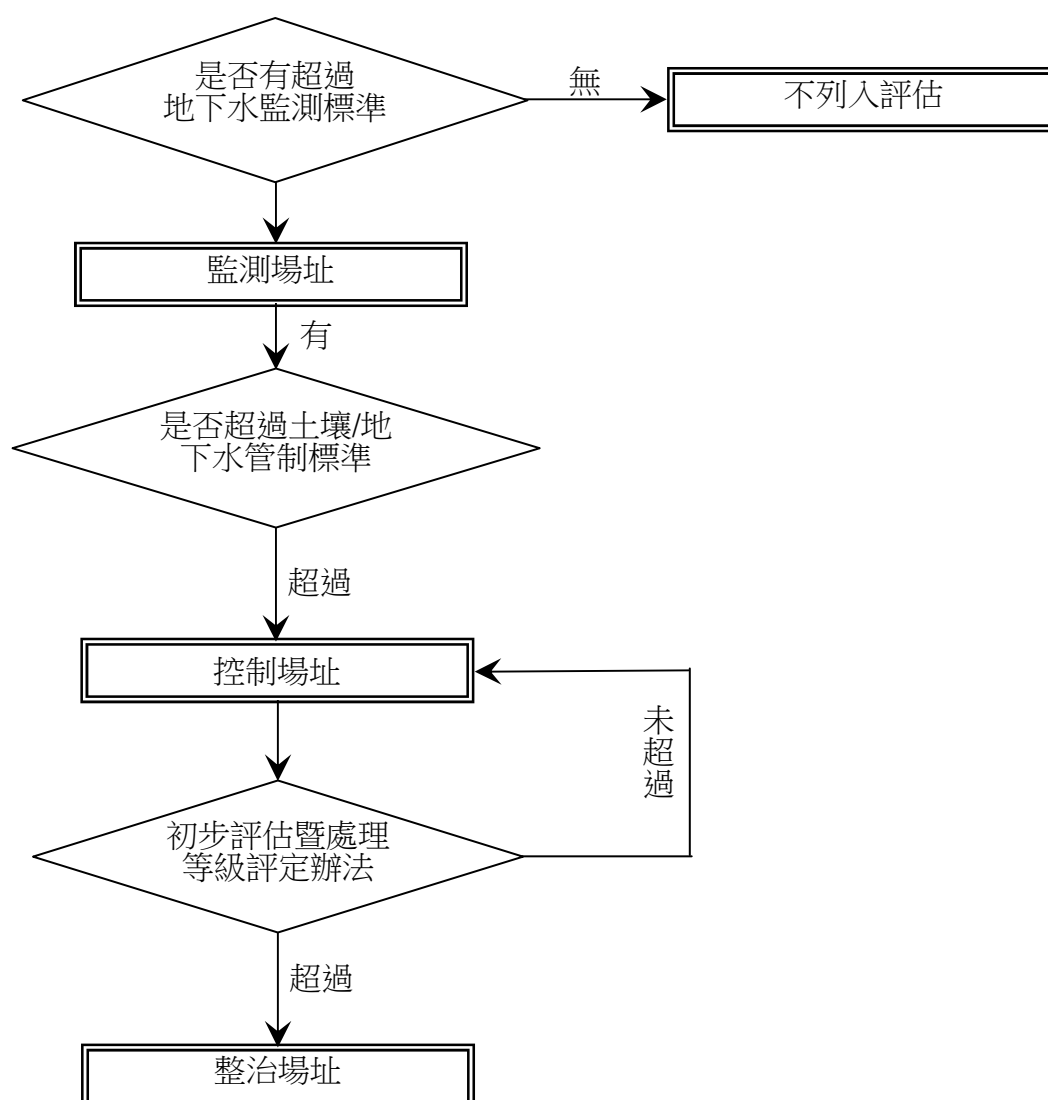 是否有超過
地下水監測標準
無
不列入評估
監測場址
有
是否超過土壤/地
下水管制標準
超過
控制場址
未超過
初步評估暨處理
等級評定辦法
超過
整治場址